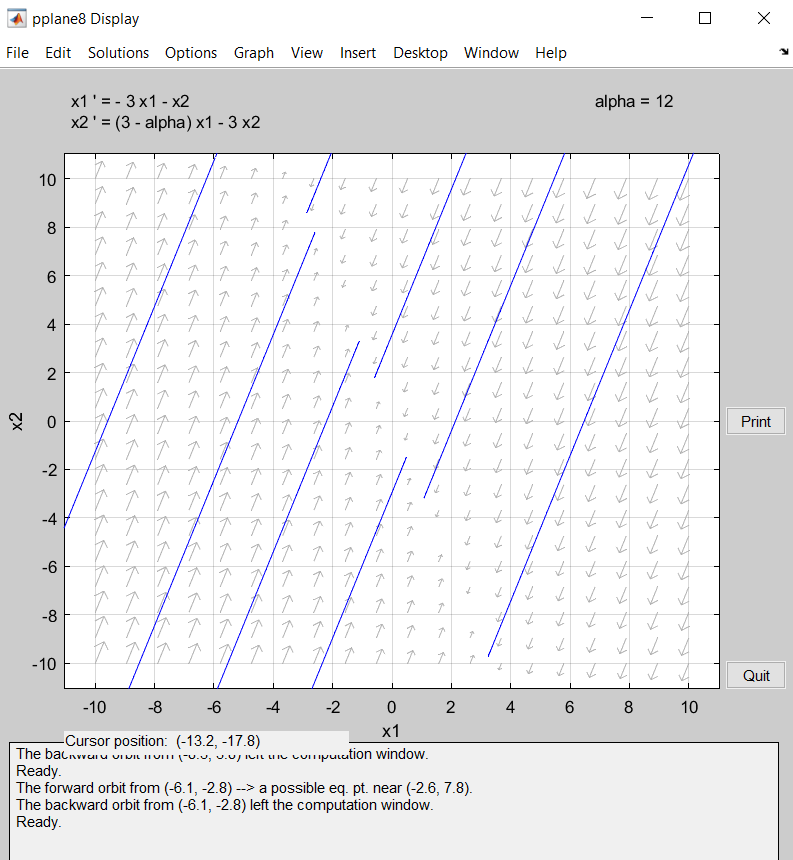 pplane8 Display
File Edit Solutions Options Graph View Insert Desktop Window Help
x1 ' = - 3 x1 - x2
x2 ' = (3 - alpha) x1 - 3 x2
alpha = 12
10
8
6
4
2
0
-2
-4
-6
-8
-10
x2
-10 -8 -6 -4 -2 0 2 4 6 8 10
x1
Print
Quit
Cursor position: (-13.2, -17.8)
The backward orbit from left the computation window.
Ready.
The forward orbit from (-6.1, -2.8) --> a possible eq. pt. near (-2.6, 7.8).
The backward orbit from (-6.1, -2.8) left the computation window.
Ready.